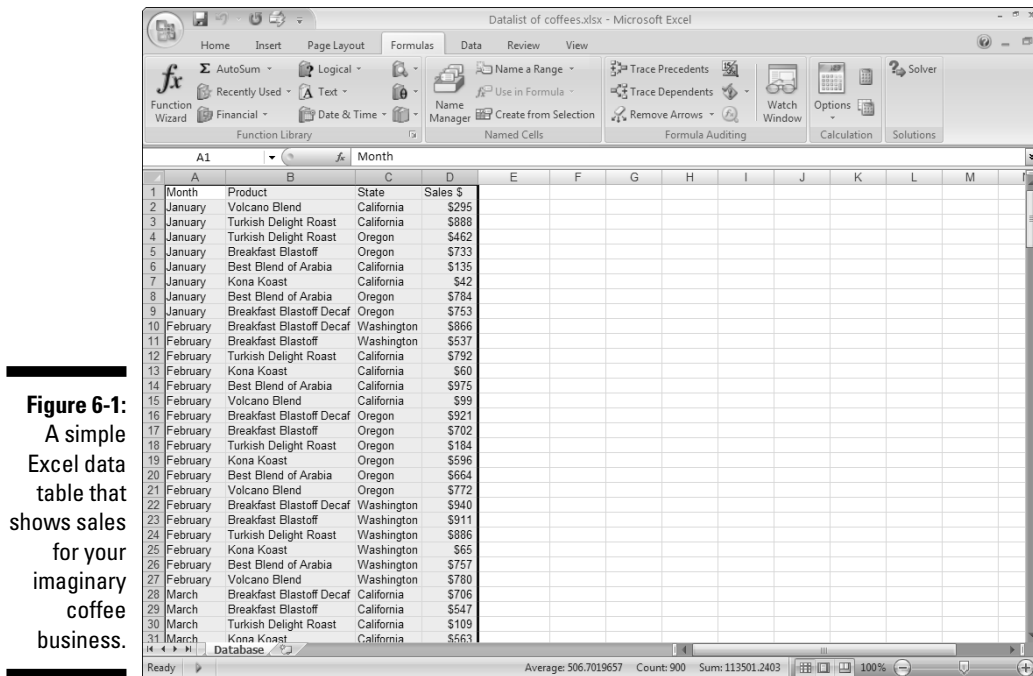 Datalist of coffees.xlsx - Microsoft Excel
Home Insert Page Layout Formulas Data Review View
fx Function Wizard
Σ AutoSum
Recently Used
Financial
Logical
Text
Date & Time
Function Library
Name Manager
Name a Range
Use in Formula
Create from Selection
Named Cells
Trace Precedents
Trace Dependents
Remove Arrows
Watch Window
Formula Auditing
Options
Calculation
Solver
Solutions
A1 fx Month
A B C D E F G H I J K L M
1 Month Product State Sales $
2 January Volcano Blend California $295
3 January Turkish Delight Roast California $888
4 January Turkish Delight Roast Oregon $462
5 January Breakfast Blastoff Oregon $733
6 January Best Blend of Arabia California $135
7 January Kona Koast California $42
8 January Best Blend of Arabia Oregon $784
9 January Breakfast Blastoff Decaf Oregon $753
10 February Breakfast Blastoff Decaf Washington $866
11 February Breakfast Blastoff Washington $537
12 February Turkish Delight Roast California $792
13 February Kona Koast California $60
14 February Best Blend of Arabia California $975
15 February Volcano Blend California $99
16 February Breakfast Blastoff Decaf Oregon $921
17 February Breakfast Blastoff Oregon $702
18 February Turkish Delight Roast Oregon $184
19 February Kona Koast Oregon $596
20 February Best Blend of Arabia Oregon $664
21 February Volcano Blend Oregon $772
22 February Breakfast Blastoff Decaf Washington $940
23 February Breakfast Blastoff Washington $911
24 February Turkish Delight Roast Washington $886
25 February Kona Koast Washington $65
26 February Best Blend of Arabia Washington $757
27 February Volcano Blend Washington $780
28 March Breakfast Blastoff Decaf California $706
29 March Breakfast Blastoff California $547
30 March Turkish Delight Roast California $109
31 March Kona Koast California $563
Database
Ready Average: 506.7019657 Count: 900 Sum: 113501.2403 100%
Figure 6-1:
A simple
Excel data
table that
shows sales
for your
imaginary
coffee
business.